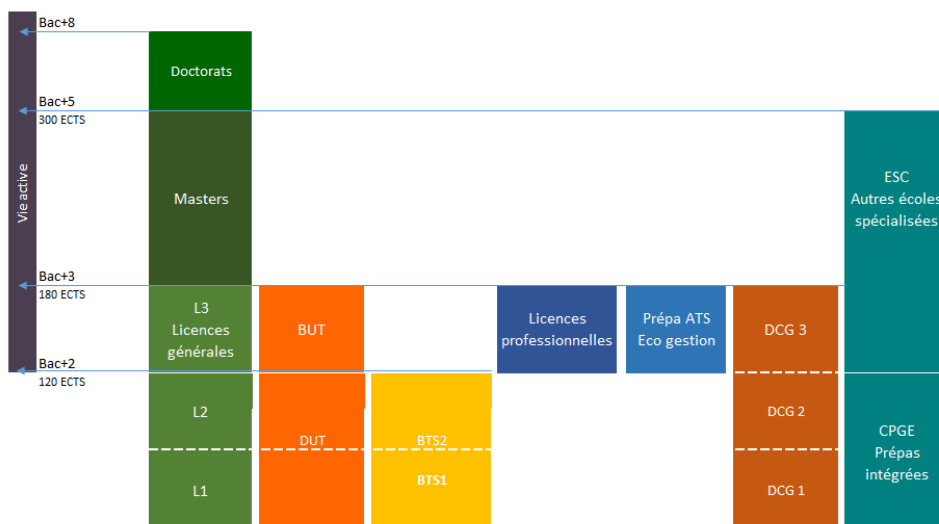 Bac+8
Doctorats
Bac+5
300 ECTS
Vie active
Masters
ESC
Autres écoles
spécialisées
Bac+3
180 ECTS
L3
Licences
générales
BUT
Licences
professionnelles
Prépa ATS
Eco gestion
DCG 3
Bac+2
120 ECTS
L2
DUT
BTS2
DCG 2
CPGE
Prépas
intégrées
L1
BTS1
DCG 1